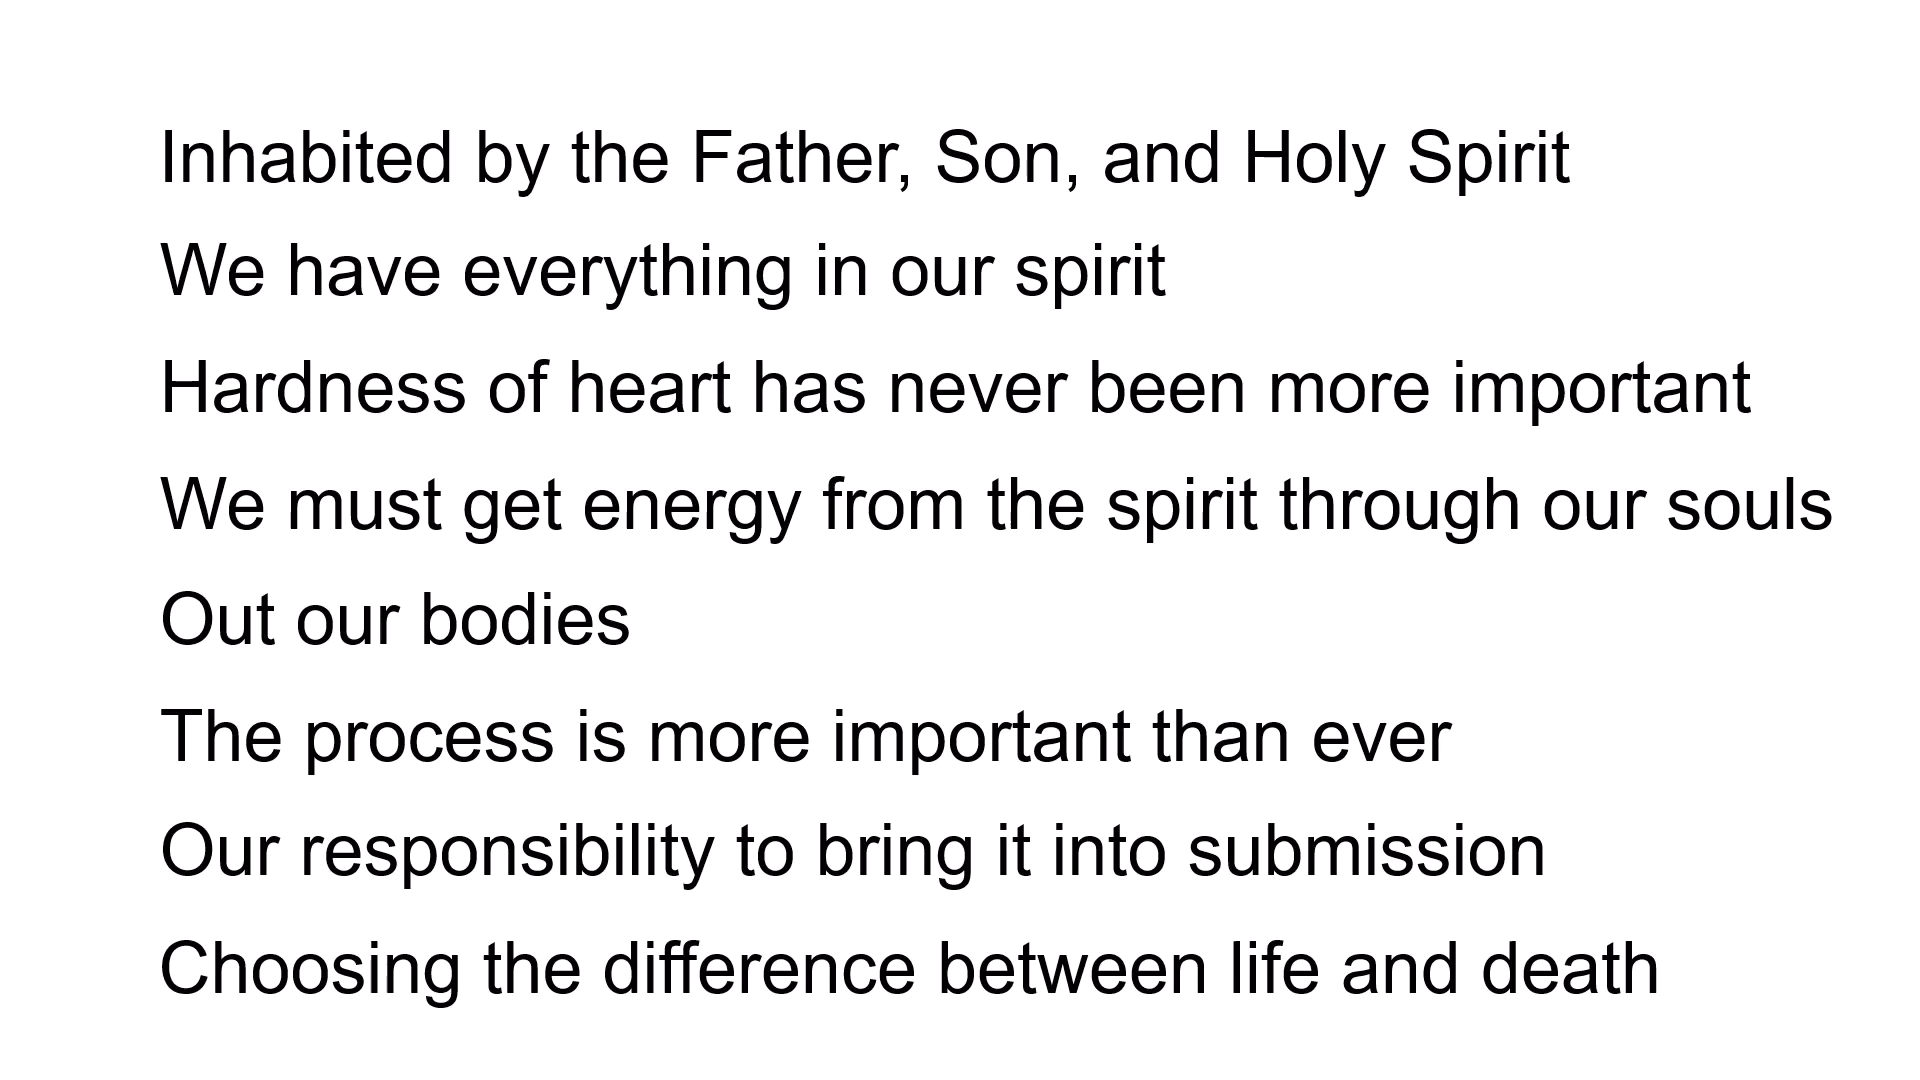 Inhabited by the Father, Son, and Holy Spirit
We have everything in our spirit
Hardness of heart has never been more important
We must get energy from the spirit through our souls
Out our bodies
The process is more important than ever
Our responsibility to bring it into submission
Choosing the difference between life and death